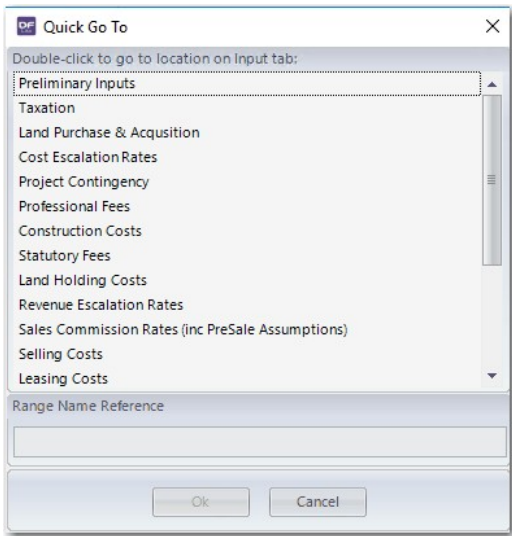 DF
Quick Go To
Double-click to go to location on Input tab:
Preliminary Inputs
Taxation
Land Purchase & Acqusition
Cost Escalation Rates
Project Contingency
Professional Fees
Construction Costs
Statutory Fees
Land Holding Costs
Revenue Escalation Rates
Sales Commission Rates (inc PreSale Assumptions)
Selling Costs
Leasing Costs
Range Name Reference
Ok
Cancel